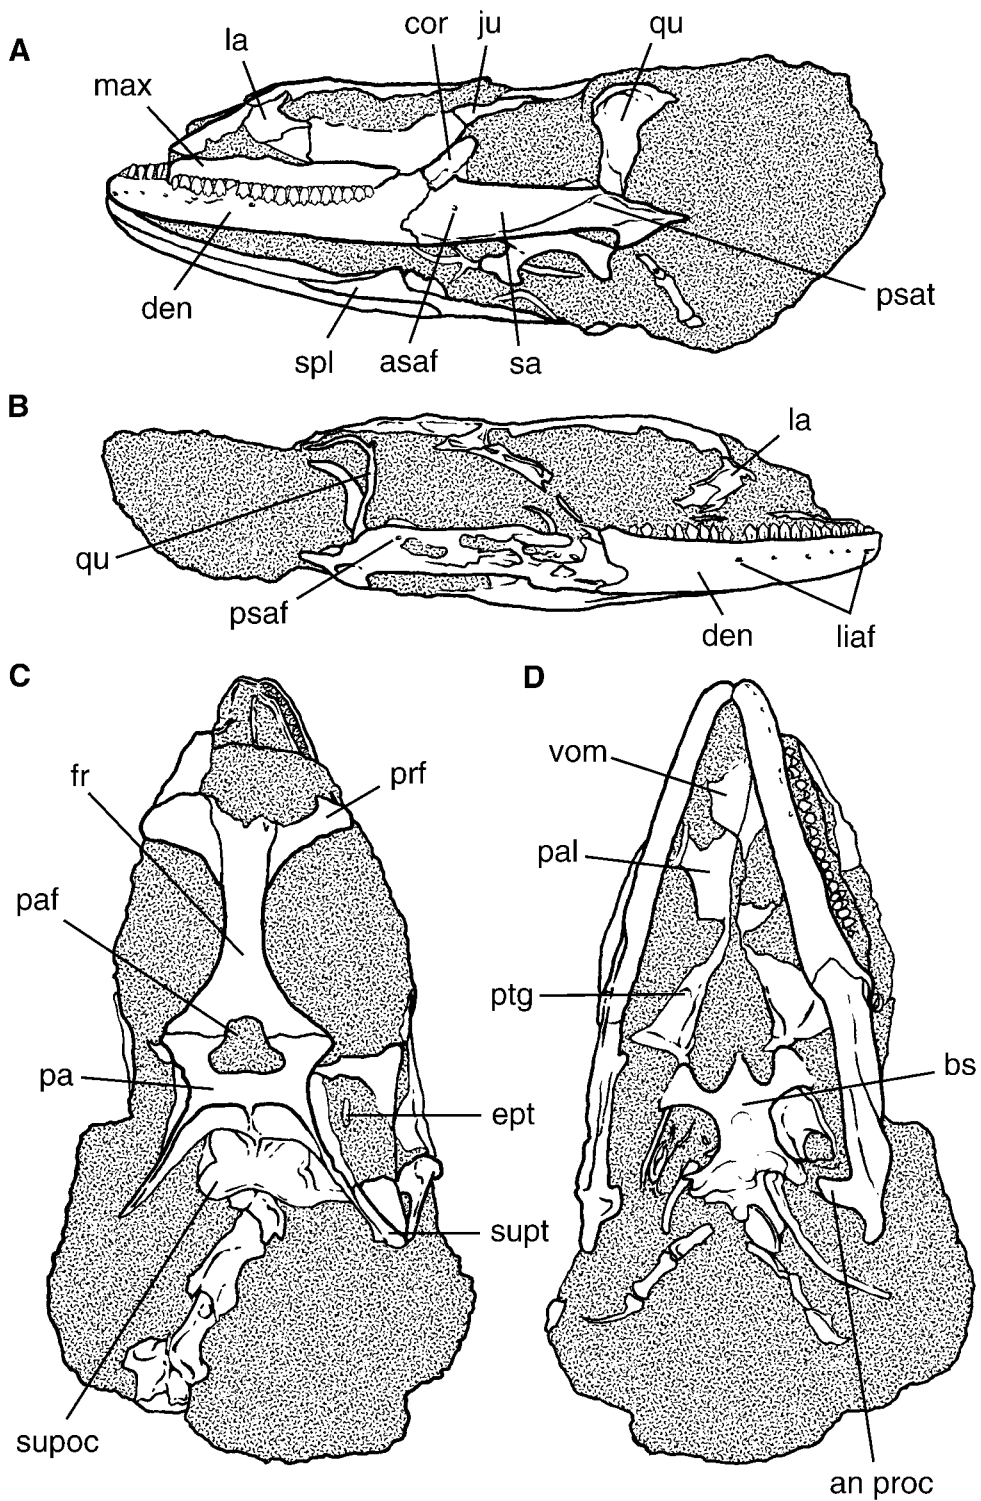 A
la
cor
ju
qu
max
den
spl
asaf
sa
psat
B
la
qu
psaf
den
liaf
C
fr
prf
paf
pa
ept
supt
supoc
D
vom
pal
ptg
bs
an proc